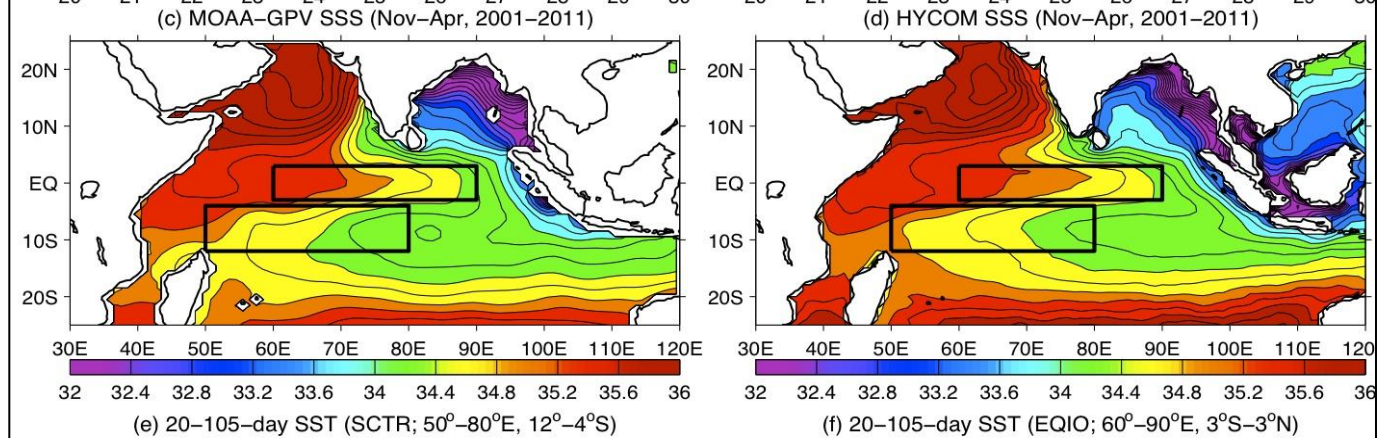 (c) MOAA–GPV SSS (Nov–Apr, 2001–2011)
(d) HYCOM SSS (Nov–Apr, 2001–2011)
20N
10N
EQ
10S
20S
30E 40E 50E 60E 70E 80E 90E 100E 110E 120E
32 32.4 32.8 33.2 33.6 34 34.4 34.8 35.2 35.6 36
20N
10N
EQ
10S
20S
30E 40E 50E 60E 70E 80E 90E 100E 110E 120
32 32.4 32.8 33.2 33.6 34 34.4 34.8 35.2 35.6 36
(e) 20–105–day SST (SCTR; 50°–80°E, 12°–4°S)
(f) 20–105–day SST (EQIO; 60°–90°E, 3°S–3°N)